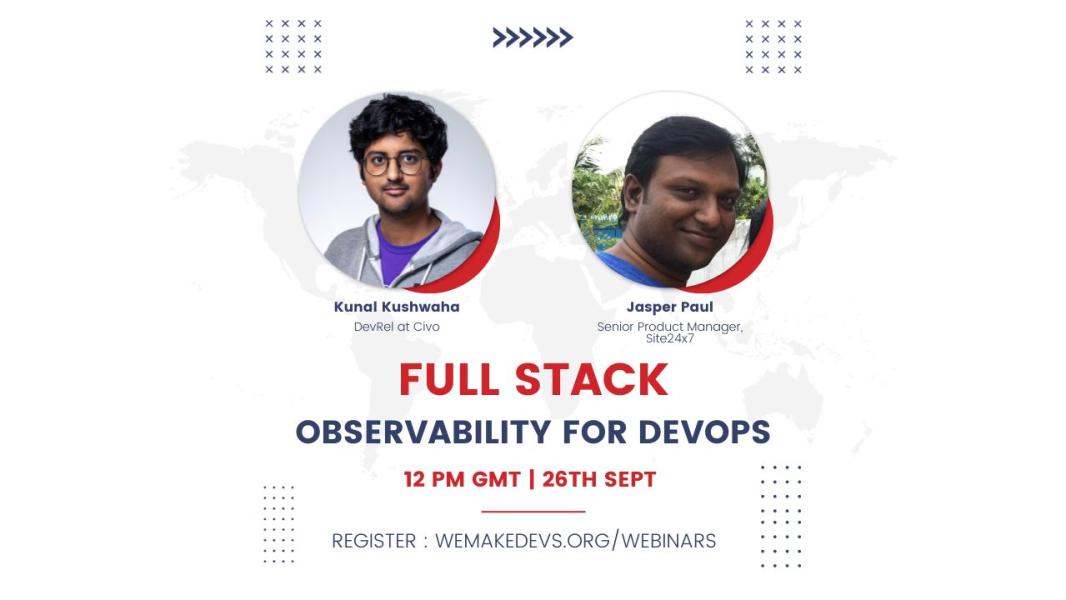 Kunal Kushwaha
DevRel at Civo
Jasper Paul
Senior Product Manager,
Site24x7
FULL STACK
OBSERVABILITY FOR DEVOPS
12 PM GMT | 26TH SEPT
REGISTER : WEMAKEDEVS.ORG/WEBINARS